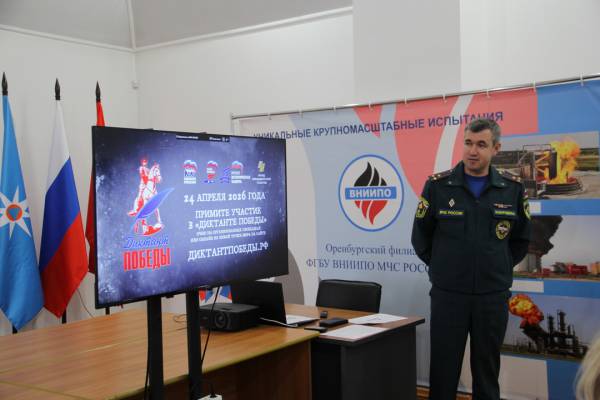 УНИКАЛЬНЫЕ КРУПНОМАСШТАБНЫЕ ИСПЫТАНИЯ
24 АПРЕЛЯ 2026 ГОДА
ПРИМИТЕ УЧАСТИЕ
В «ДИКТАНТЕ ПОБЕДЫ»
ДИКТАНТПОБЕДЫ.РФ
Диктант
ПОБЕДЫ
ВНИИПО
Оренбургский филиал
ФГБУ ВНИИПО МЧС РОС
МЧС РОССИИ